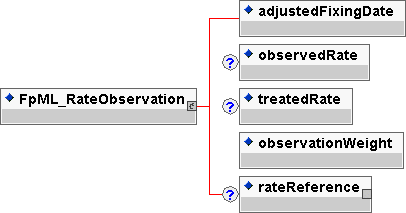 adjustedFixingDate
? observedRate
FpML_RateObservation c
? treatedRate
observationWeight
? rateReference